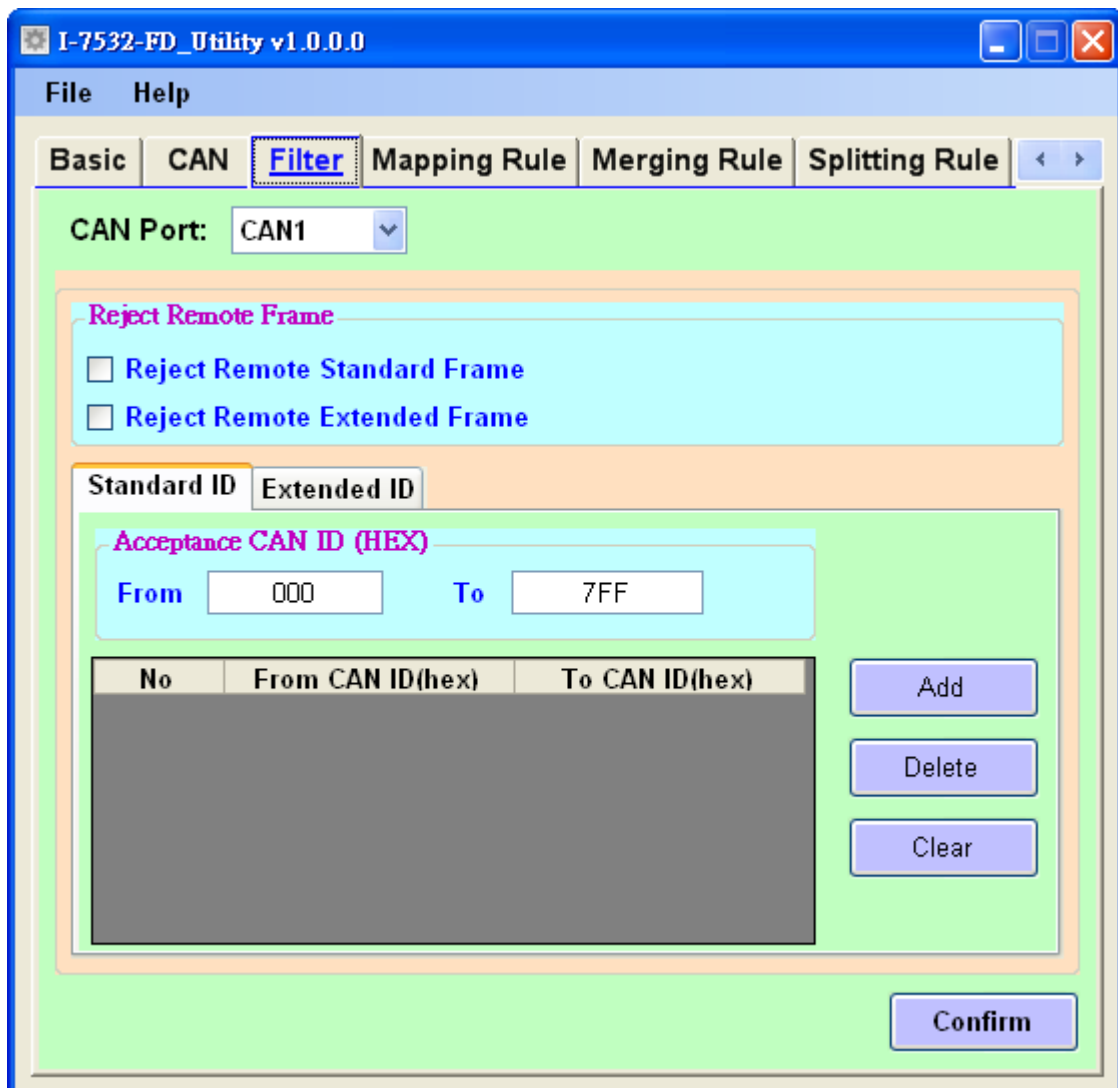 I-7532-FD_Utility v1.0.0.0
File Help
Basic CAN Filter Mapping Rule Merging Rule Splitting Rule
CAN Port: CAN1
Reject Remote Frame
Reject Remote Standard Frame
Reject Remote Extended Frame
Standard ID Extended ID
Acceptance CAN ID (HEX)
From 000 To 7FF
No From CAN ID(hex) To CAN ID(hex)
Add
Delete
Clear
Confirm